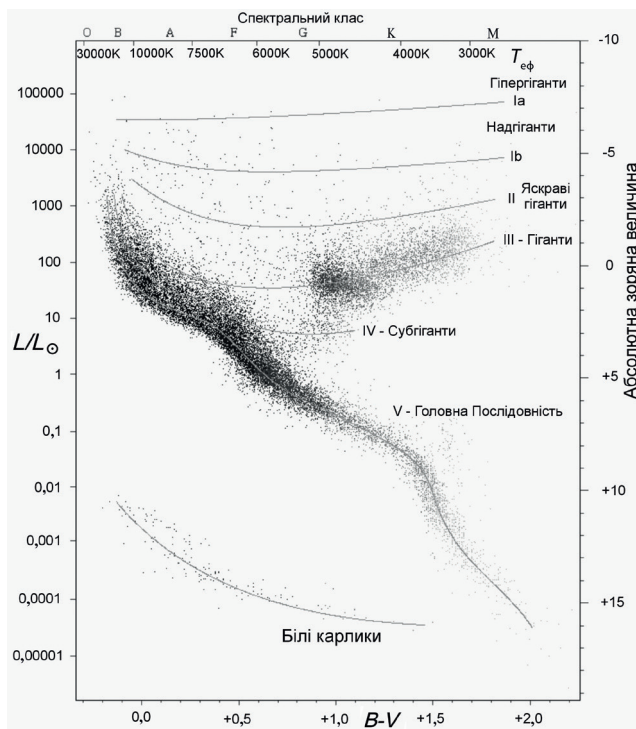 Спектральний клас
O B A F G K M
30000K 10000K 7500K 6000K 5000K 4000K 3000K Tеф
-10
Гіпергіганти
100000
Ia
Надгіганти
10000
-5
Ib
Яскраві
1000
II гіганти
III - Гіганти
100
0
10
IV - Субгіганти
L/L⊙
1
+5
V - Головна Послідовність
0,1
0,01
+10
0,001
0,0001
+15
Білі карлики
0,00001
0,0 +0,5 +1,0 B-V +1,5 +2,0
Абсолютна зоряна величина